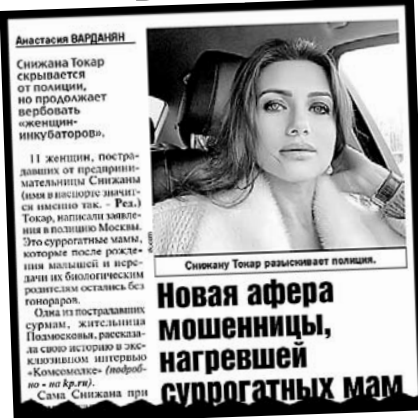 Анастасия ВАРДАНЯН
Снижана Токар
скрывается
от полиции,
но продолжает
вербовать
«женщин-
инкубаторов».
11 женщин, постра-
давших от предприни-
мательницы Снижаны
(имя в паспорте значит-
ся именно так. - Ред.)
Токар, написали заявле-
ния в полицию Москвы.
Это суррогатные мамы,
которые после рожде-
ния малышей и пере-
дачи их биологическим
родителям остались без
гонораров.
Одна из пострадавших
сурмам, жительница
Подмосковья, рассказа-
ла свою историю в экс-
клюзивном интервью
«Комсомолке» (подроб-
но - на kp.ru).
Сама Снижана при
Снижану Токар разыскивает полиция.
Новая афера
мошенницы,
нагревшей
суррогатных мам